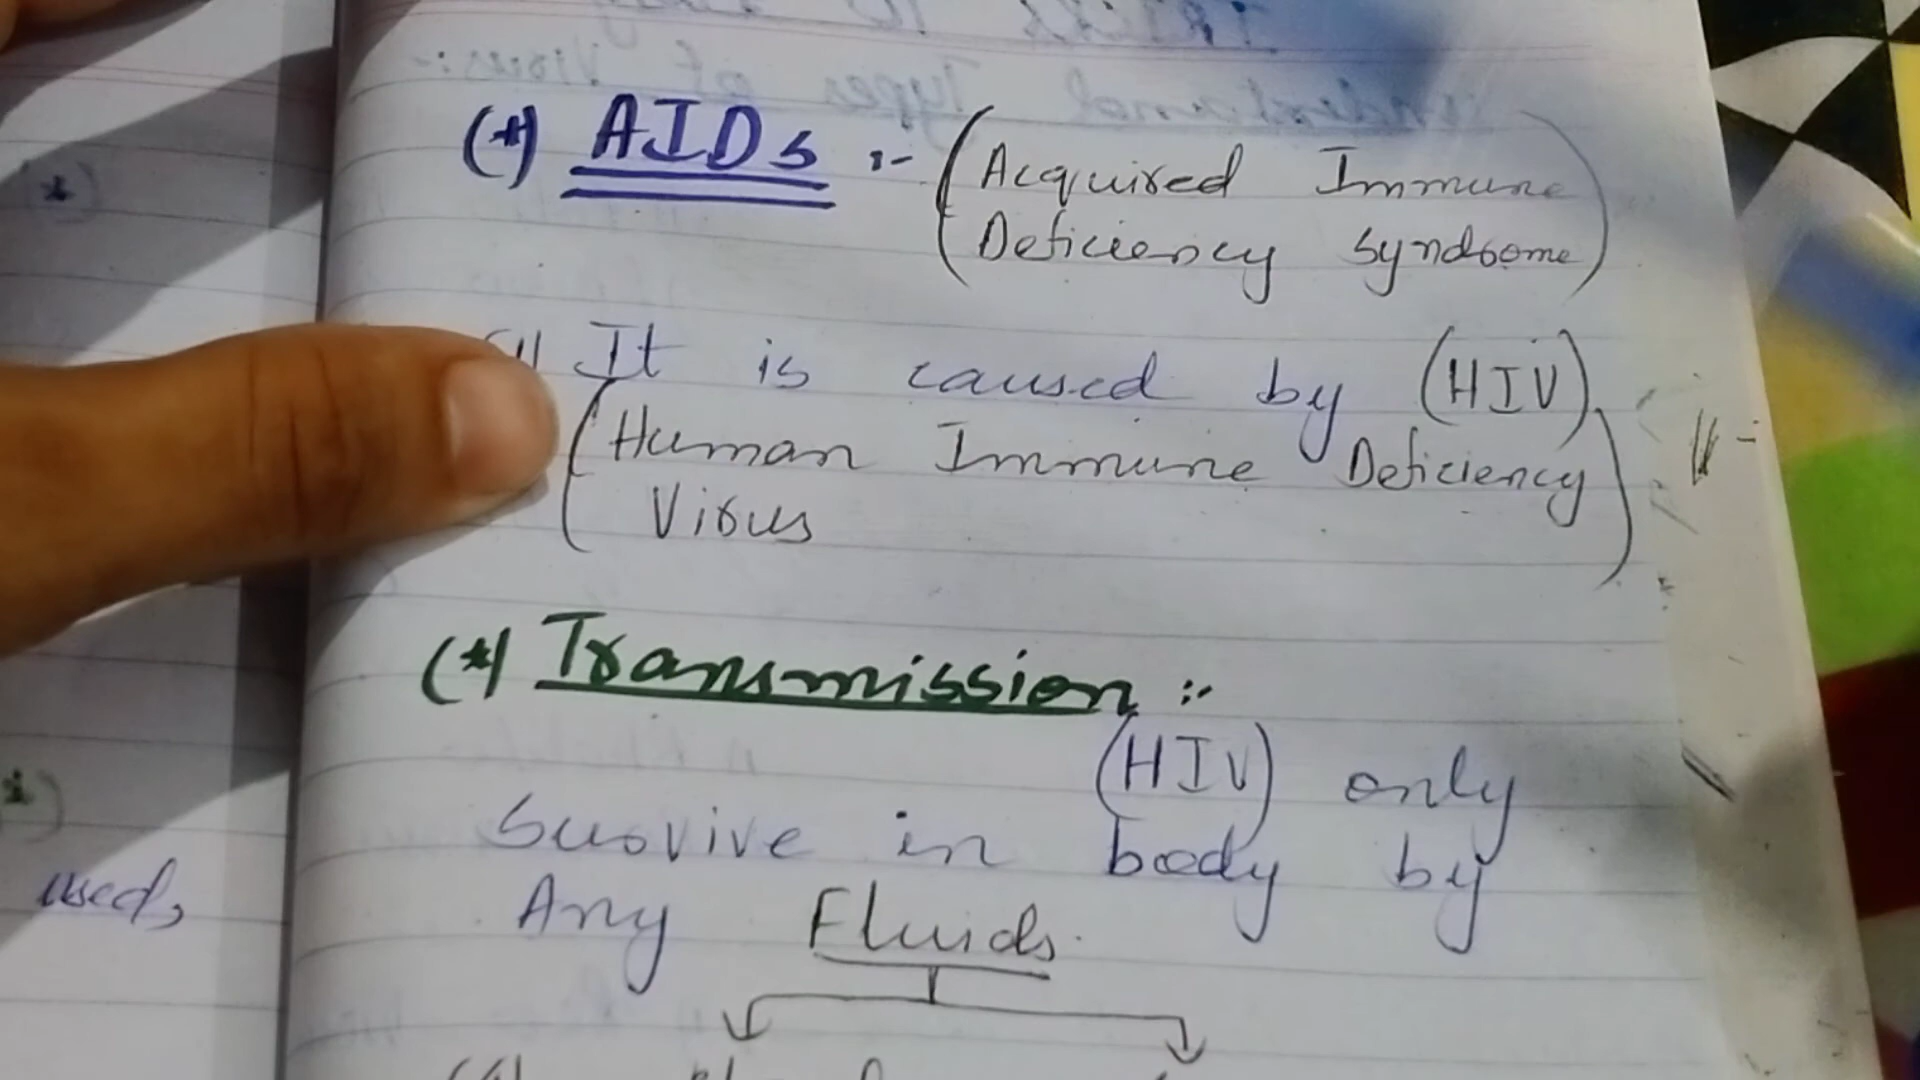 (*) AIDs :- (Acquired Immune
Deficiency Syndrome)
It is caused by (HIV)
(Human Immune Deficiency
Virus)
(*) Transmission :-
(HIV) only
Survive in body by
Any Fluids.
used,